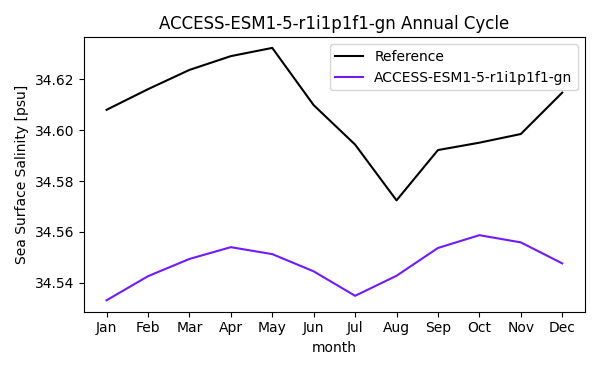 ACCESS-ESM1-5-r1i1p1f1-gn Annual Cycle
Reference
ACCESS-ESM1-5-r1i1p1f1-gn
Sea Surface Salinity [psu]
34.62
34.60
34.58
34.56
34.54
Jan Feb Mar Apr May Jun Jul Aug Sep Oct Nov Dec
month